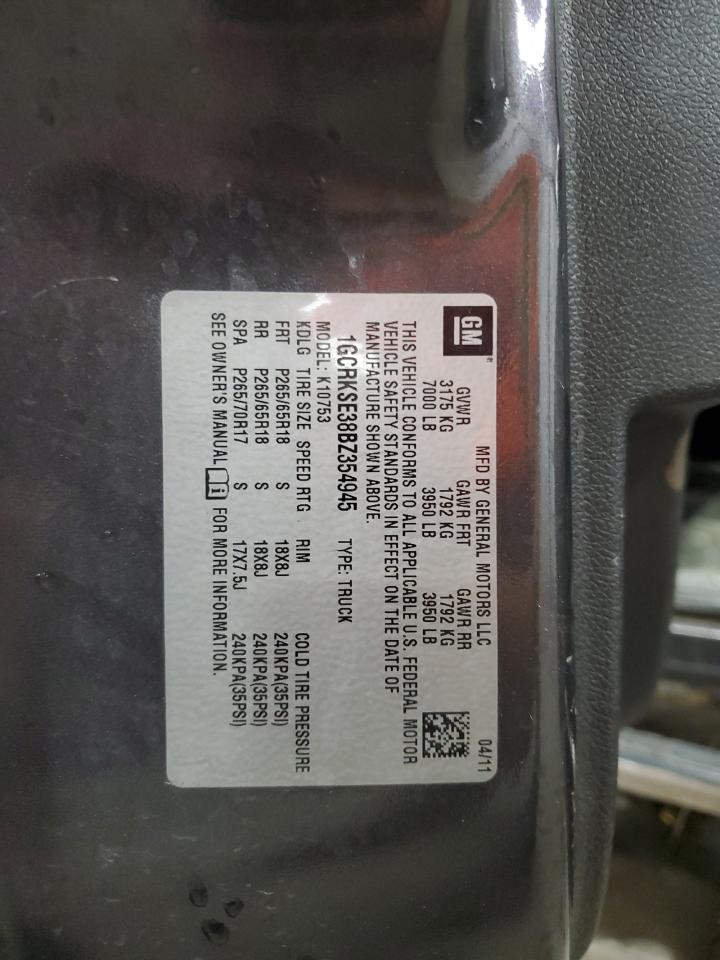 GM
MFD BY GENERAL MOTORS LLC 04/11
GVWR GAWR FRT GAWR RR
3175 KG 1792 KG 1792 KG
7000 LB 3950 LB 3950 LB
THIS VEHICLE CONFORMS TO ALL APPLICABLE U.S. FEDERAL MOTOR
VEHICLE SAFETY STANDARDS IN EFFECT ON THE DATE OF
MANUFACTURE SHOWN ABOVE.
1GCRKSE38BZ354945 TYPE: TRUCK
MODEL: K10753
KDLG TIRE SIZE SPEED RTG RIM COLD TIRE PRESSURE
FRT P265/65R18 S 18X8J 240KPA(35PSI)
RR P265/65R18 S 18X8J 240KPA(35PSI)
SPA P265/70R17 S 17X7.5J 240KPA(35PSI)
SEE OWNER'S MANUAL i FOR MORE INFORMATION.